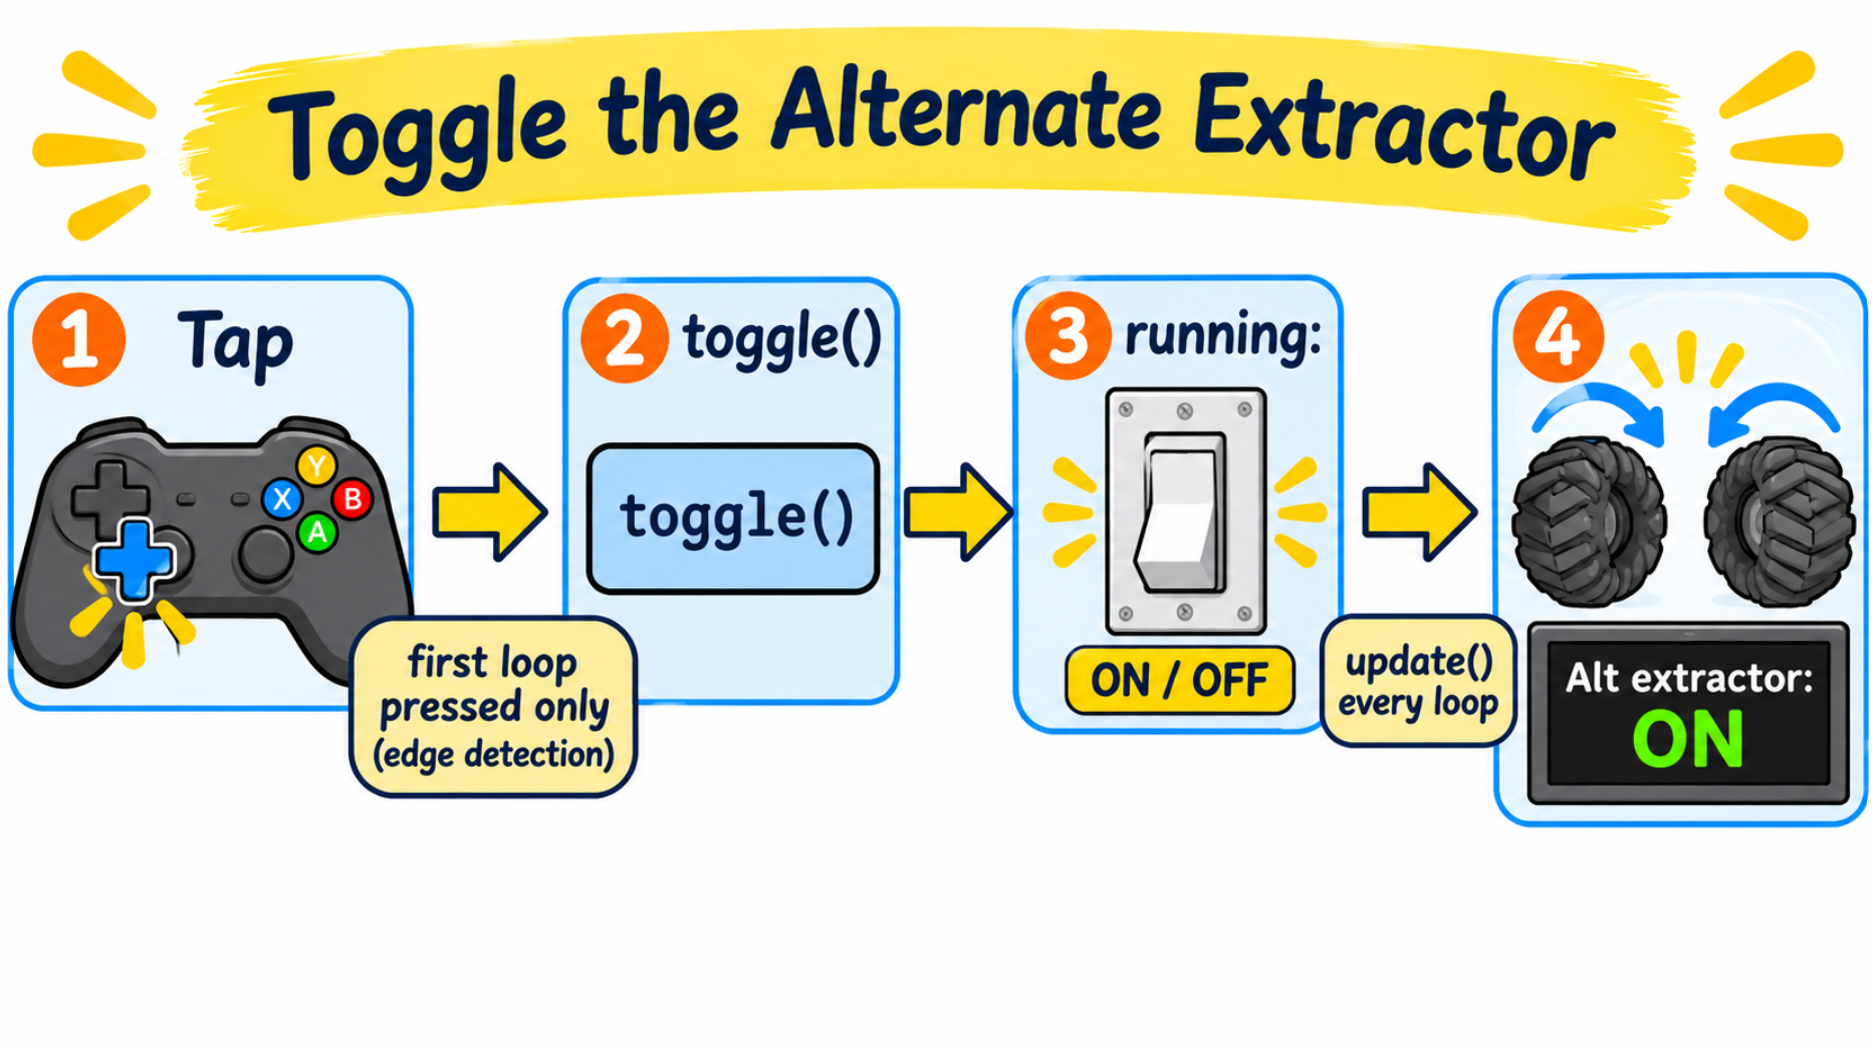 Toggle the Alternate Extractor
1 Tap
Y
X B
A
first loop
pressed only
(edge detection)
2 toggle()
toggle()
3 running:
ON / OFF
update()
every loop
4
Alt extractor:
ON